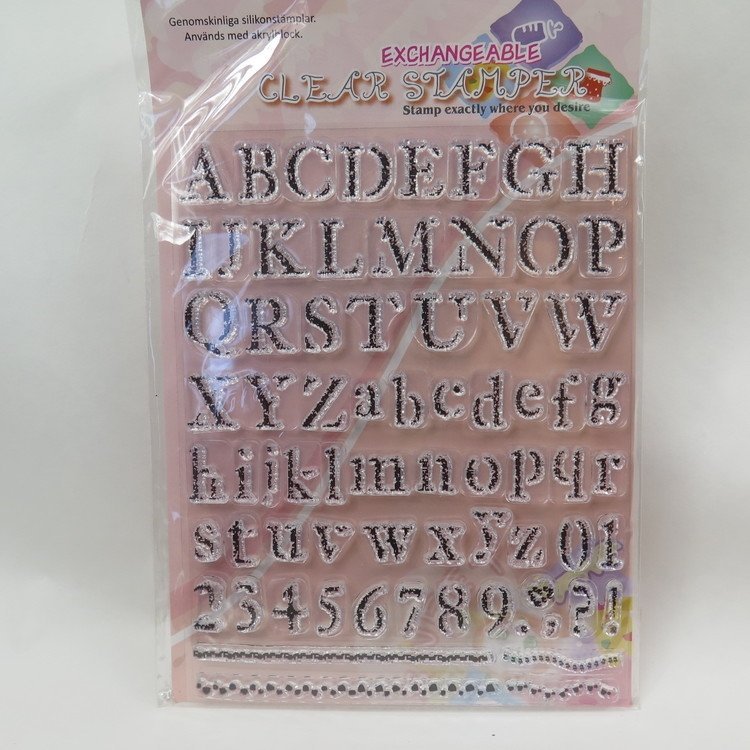 Genomskinliga silikonstämplar.
Används med akrylblock.
EXCHANGEABLE
CLEAR STAMPER
Stamp exactly where you desire
ABCDEFGH
IJKLMNOP
QRSTUVW
XYZabcdefg
hijklmnopqr
stuvwxyz01
23456789.,?!